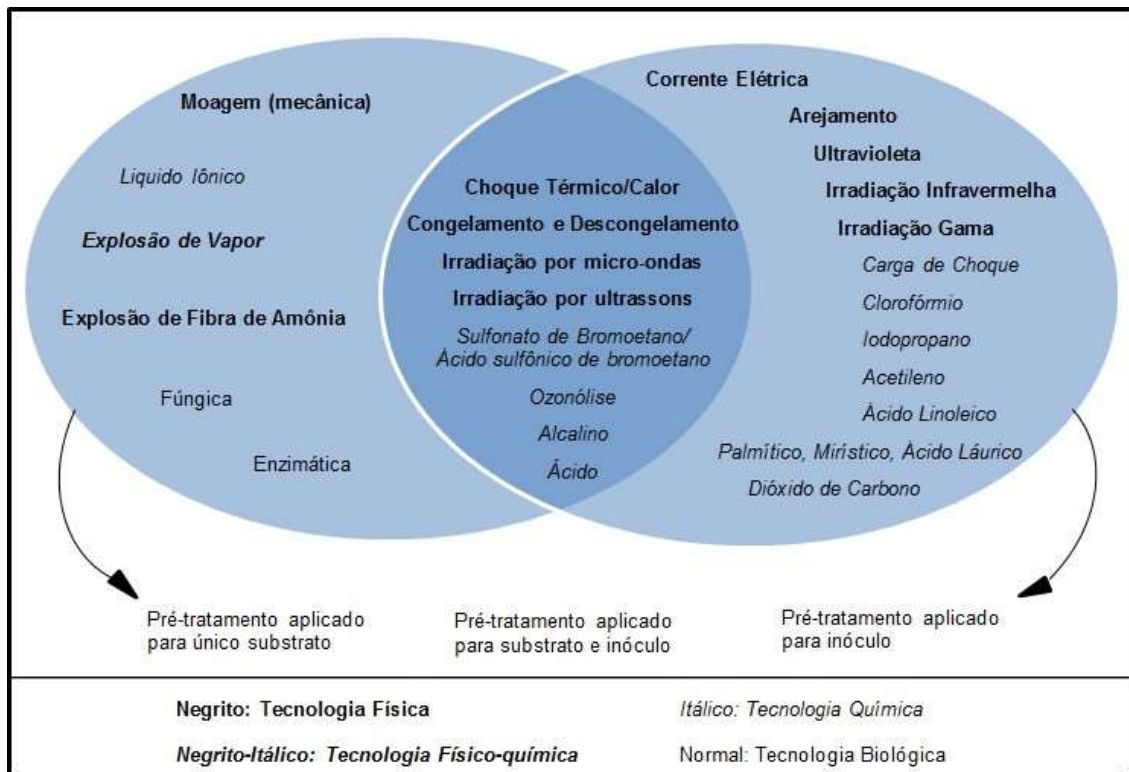 Moagem (mecânica)
Liquido Iônico
Explosão de Vapor
Explosão de Fibra de Amônia
Fúngica
Enzimática
Choque Térmico/Calor
Congelamento e Descongelamento
Irradiação por micro-ondas
Irradiação por ultrassons
Sulfonato de Bromoetano/
Àcido sulfônico de bromoetano
Ozonólise
Alcalino
Ácido
Corrente Elétrica
Arejamento
Ultravioleta
Irradiação Infravermelha
Irradiação Gama
Carga de Choque
Clorofórmio
Iodopropano
Acetileno
Àcido Linoleico
Palmítico, Mirístico, Àcido Láurico
Dióxido de Carbono
Pré-tratamento aplicado
para único substrato
Pré-tratamento aplicado
para substrato e inóculo
Pré-tratamento aplicado
para inóculo
Negrito: Tecnologia Física
Itálico: Tecnologia Química
Negrito-Itálico: Tecnologia Físico-química
Normal: Tecnologia Biológica